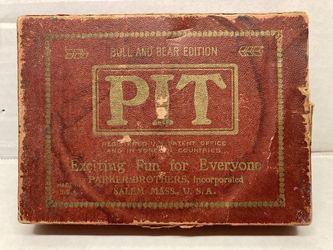 BULL AND BEAR EDITION
PIT
REGISTERED U.S. PATENT OFFICE
AND IN FOREIGN COUNTRIES
Exciting Fun for Everyone
PARKER BROTHERS, Incorporated
SALEM, MASS., U. S. A.